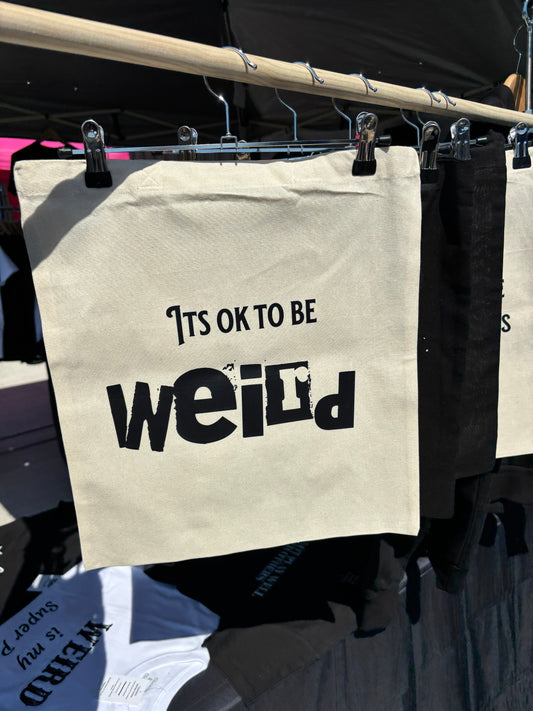 ITS OK TO BE
weird
WEIRD
is my
Super P
S